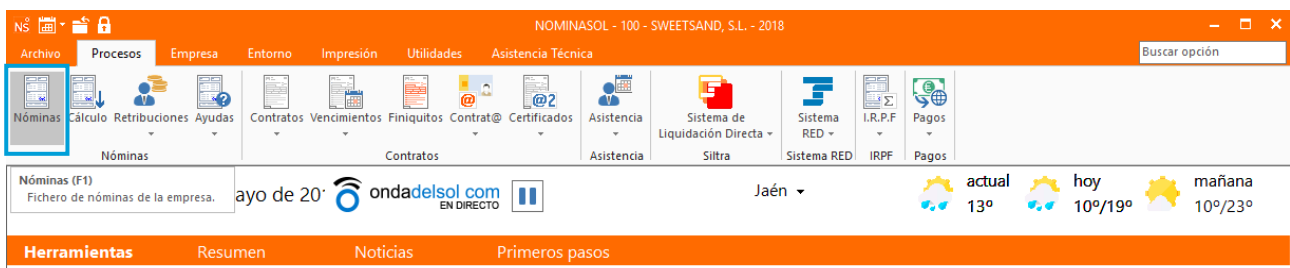 NS
NOMINASOL - 100 - SWEETSAND, S.L. - 2018
Archivo Procesos Empresa Entorno Impresión Utilidades Asistencia Técnica Buscar opción
Nóminas Cálculo Retribuciones Ayudas Contratos Vencimientos Finiquitos Contrat@ Certificados Asistencia Sistema de Liquidación Directa Sistema RED I.R.P.F Pagos
Nóminas Contratos Asistencia Siltra Sistema RED IRPF Pagos
Nóminas (F1)
Fichero de nóminas de la empresa.
ayo de 20
ondadelsol com
EN DIRECTO
Jaén
actual
13º
hoy
10º/19º
mañana
10º/23º
Herramientas Resumen Noticias Primeros pasos